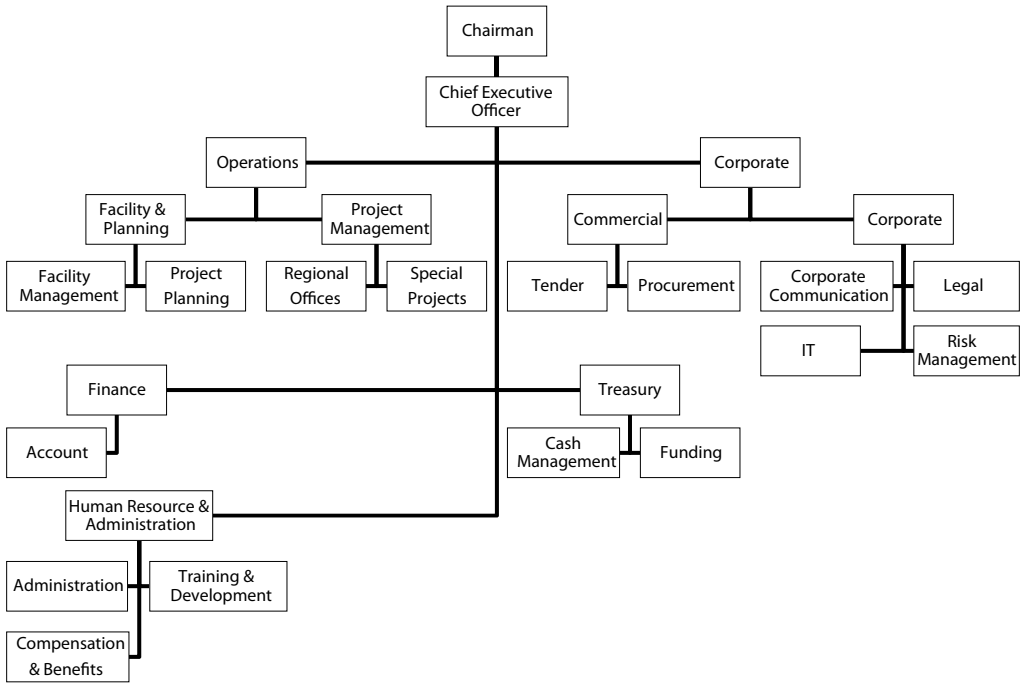 Chairman
Chief Executive
Officer
Operations
Corporate
Facility &
Planning
Project
Management
Commercial
Corporate
Facility
Management
Project
Planning
Regional
Offices
Special
Projects
Tender
Procurement
Corporate
Communication
Legal
IT
Risk
Management
Finance
Treasury
Account
Cash
Management
Funding
Human Resource &
Administration
Administration
Training &
Development
Compensation
& Benefits